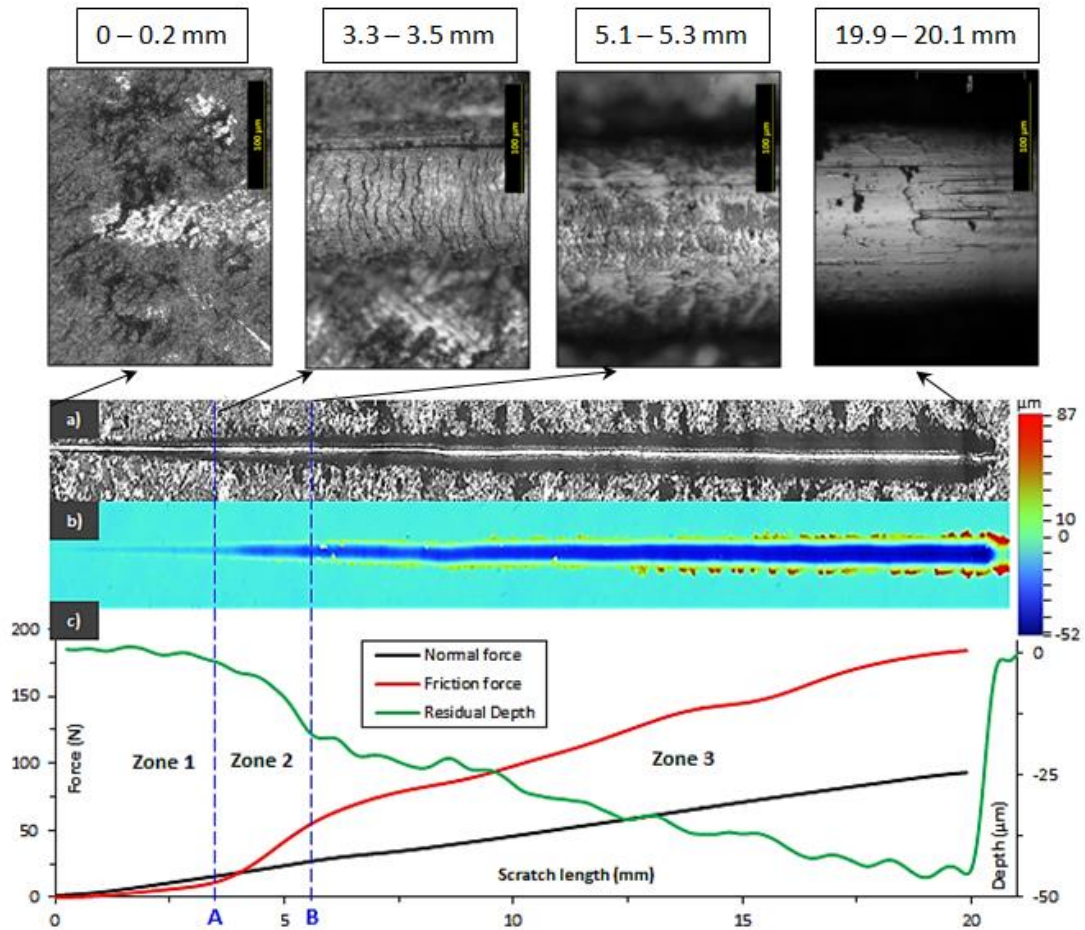 0 – 0.2 mm
3.3 – 3.5 mm
5.1 – 5.3 mm
19.9 – 20.1 mm
100 µm
100 µm
100 µm
100 µm
a)
µm
87
10
0
-52
b)
c)
200
150
100
50
0
Force (N)
Normal force
Friction force
Residual Depth
Zone 1
Zone 2
Zone 3
Scratch length (mm)
0
-25
-50
Depth (µm)
0
A
5
B
10
15
20